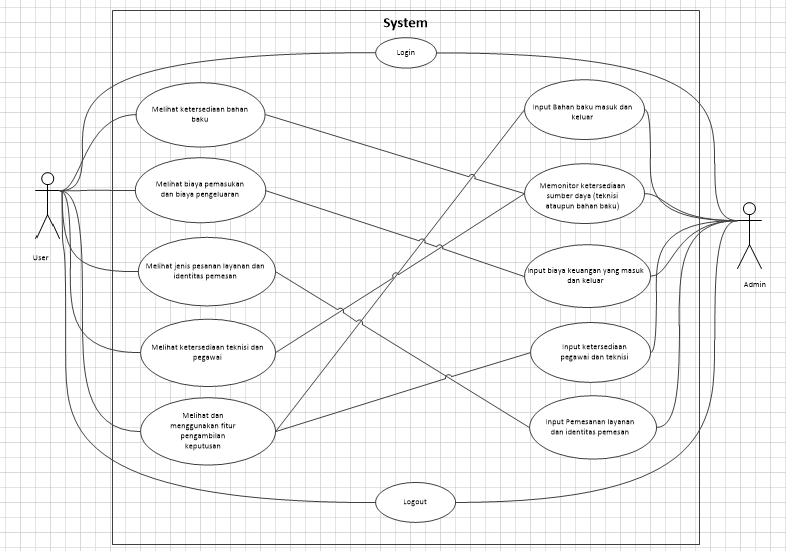 System
Login
Melihat ketersediaan bahan
baku
Melihat biaya pemasukan
dan biaya pengeluaran
Melihat jenis pesanan layanan dan
identitas pemesan
Melihat ketersediaan teknisi dan
pegawai
Melihat dan
menggunakan fitur
pengambilan
keputusan
Input Bahan baku masuk dan
keluar
Memonitor ketersediaan
sumber daya (teknisi
ataupun bahan baku)
Input biaya keuangan yang masuk
dan keluar
Input ketersediaan
pegawai dan teknisi
Input Pemesanan layanan
dan identitas pemesan
Logout
User
Admin